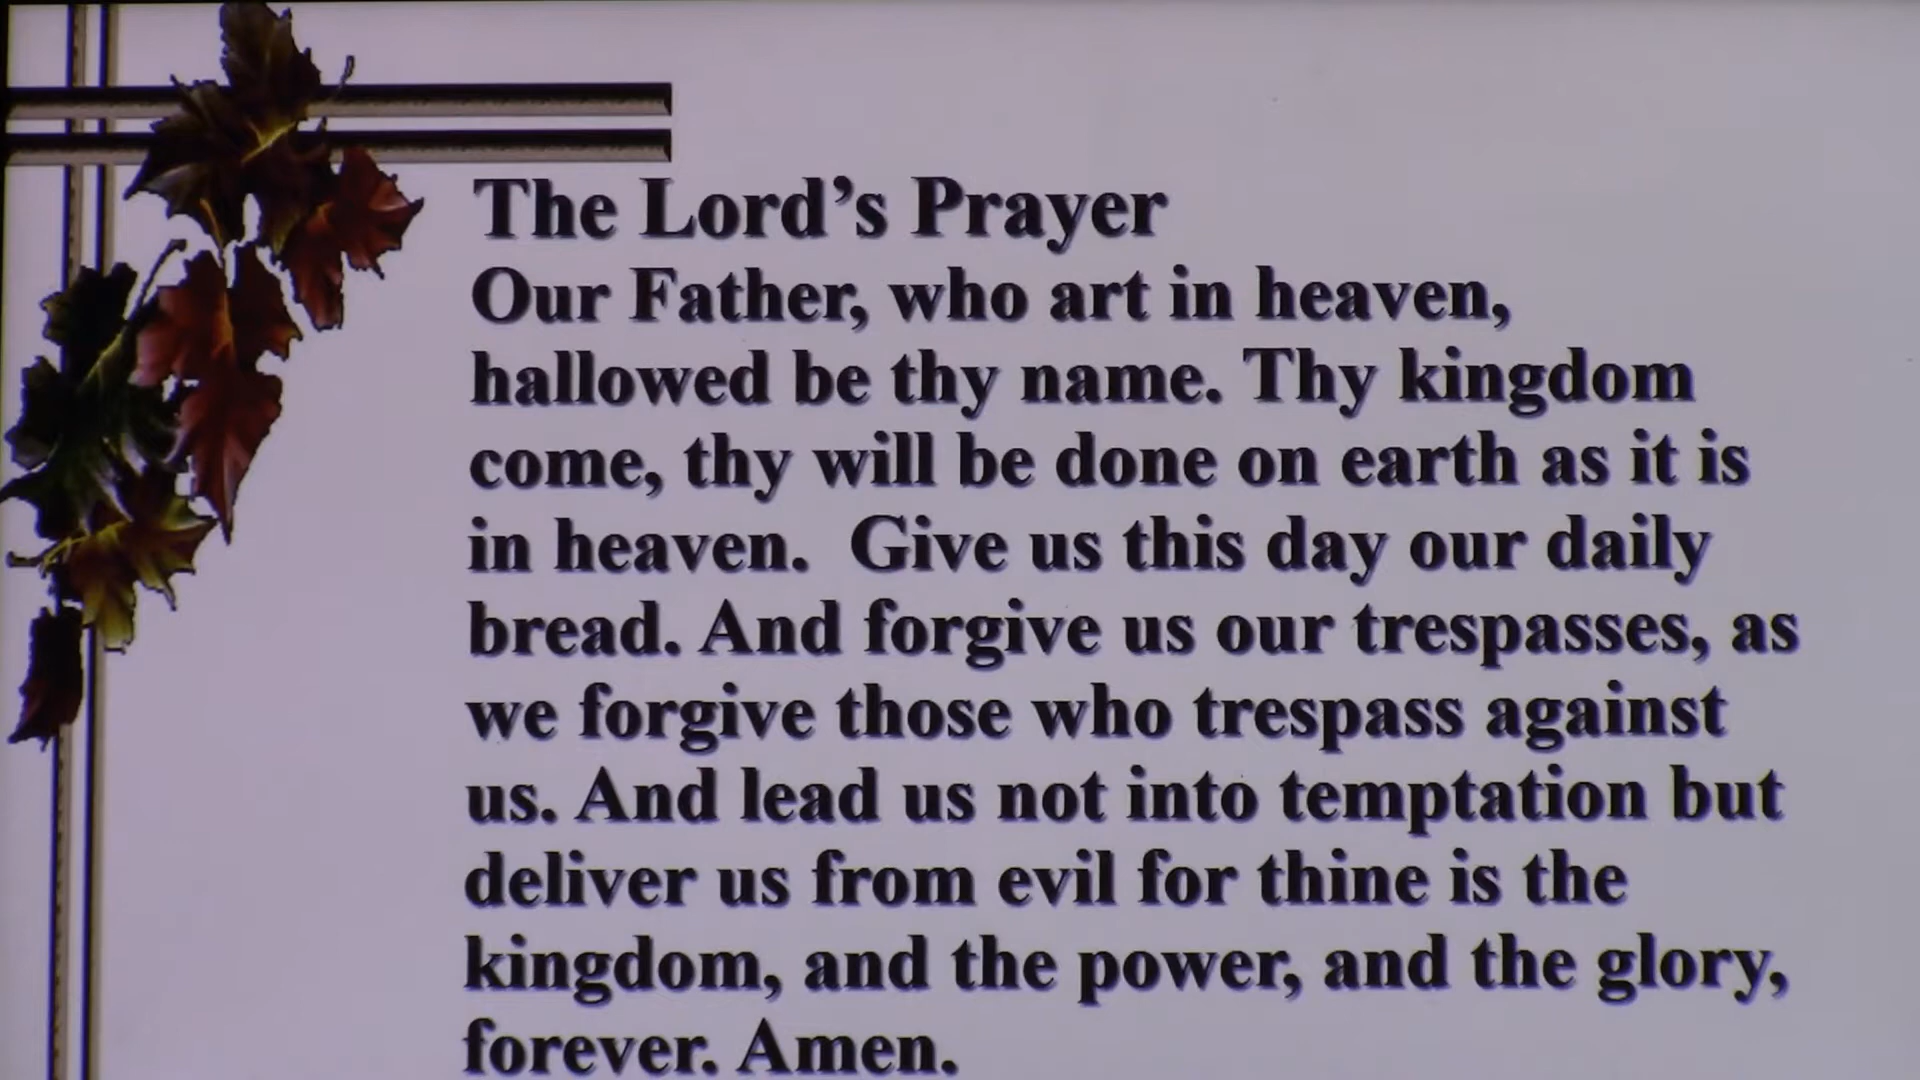 The Lord’s Prayer
Our Father, who art in heaven,
hallowed be thy name. Thy kingdom
come, thy will be done on earth as it is
in heaven.  Give us this day our daily
bread. And forgive us our trespasses, as
we forgive those who trespass against
us. And lead us not into temptation but
deliver us from evil for thine is the
kingdom, and the power, and the glory,
forever. Amen.